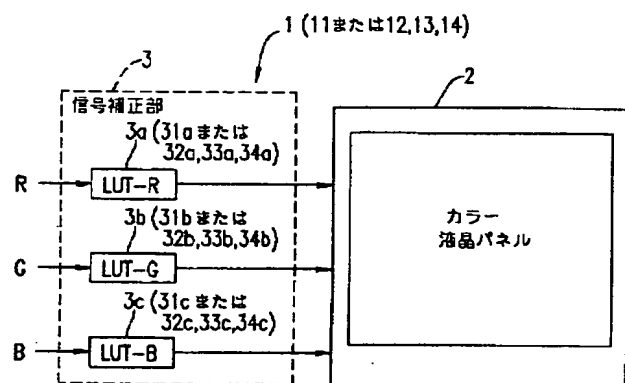 1 (11または12,13,14)
3
2
信号補正部
3a (31aまたは
32a,33a,34a)
R
LUT-R
3b (31bまたは
32b,33b,34b)
G
LUT-G
3c (31cまたは
32c,33c,34c)
B
LUT-B
カラー
液晶パネル